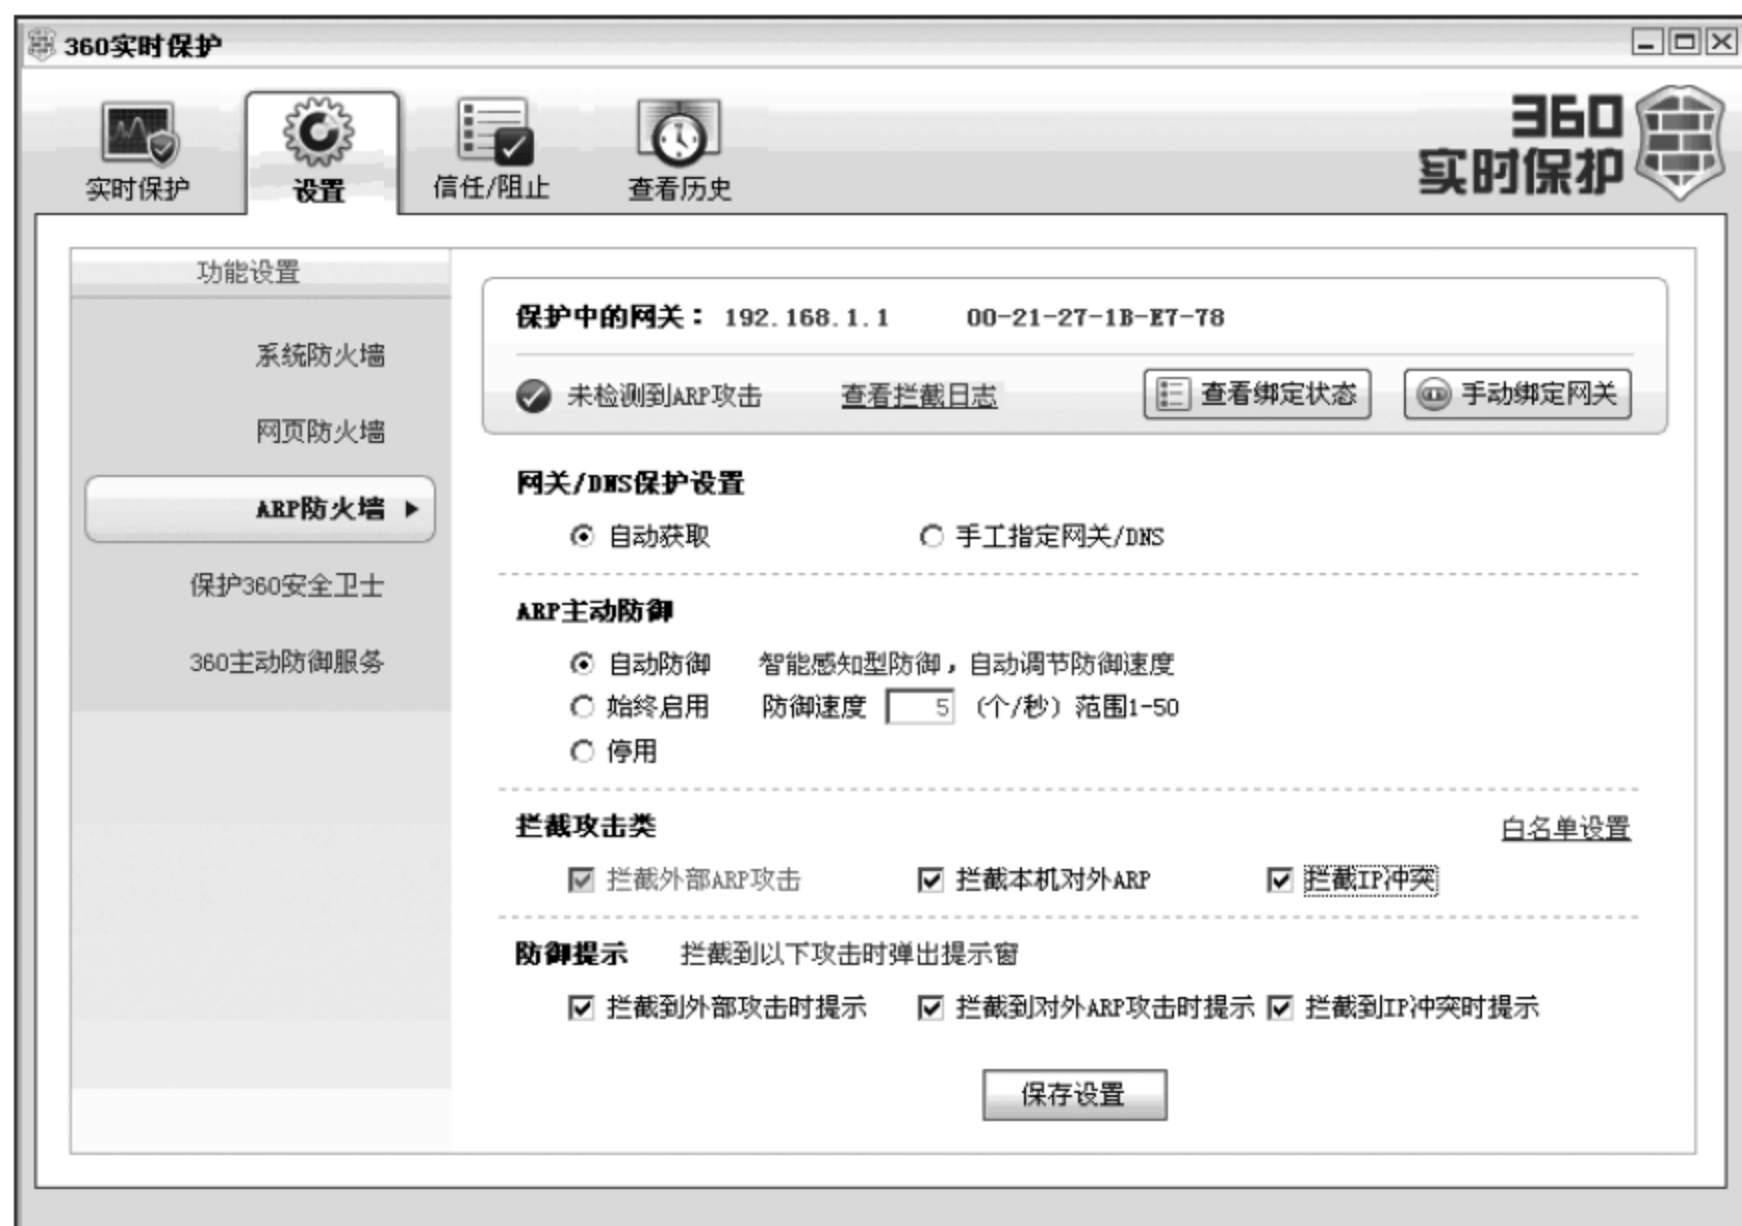 360实时保护
实时保护 设置 信任/阻止 查看历史
360
实时保护
功能设置
系统防火墙
网页防火墙
ARP防火墙
保护360安全卫士
360主动防御服务
保护中的网关： 192.168.1.1 00-21-27-1B-E7-78
未检测到ARP攻击 查看拦截日志 查看绑定状态 手动绑定网关
网关/DNS保护设置
自动获取 手工指定网关/DNS
ARP主动防御
自动防御 智能感知型防御，自动调节防御速度
始终启用 防御速度 5 (个/秒) 范围1-50
停用
拦截攻击类 白名单设置
拦截外部ARP攻击 拦截本机对外ARP 拦截IP冲突
防御提示 拦截到以下攻击时弹出提示窗
拦截到外部攻击时提示 拦截到对外ARP攻击时提示 拦截到IP冲突时提示
保存设置